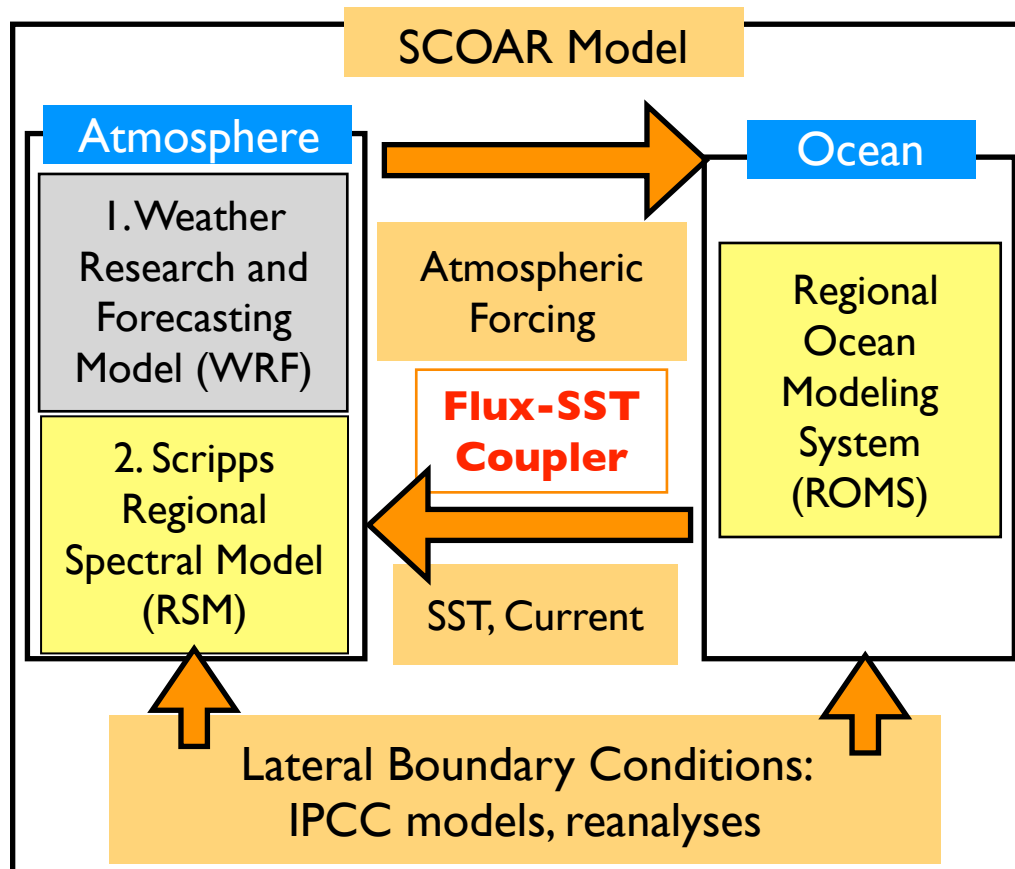 SCOAR Model
Atmosphere
1. Weather
Research and
Forecasting
Model (WRF)
2. Scripps
Regional
Spectral Model
(RSM)
Atmospheric
Forcing
Flux-SST
Coupler
SST, Current
Ocean
Regional
Ocean
Modeling
System
(ROMS)
Lateral Boundary Conditions:
IPCC models, reanalyses